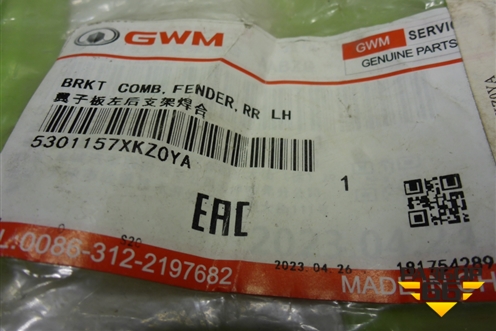 GWM
GWM SERVIC
GENUINE PARTS
BRKT COMB. FENDER. RR LH
翼子板左后支架焊合
5301157XKZ0YA
1
EAC
2023.04.26
181754289
L:0086-312-2197682
MADE